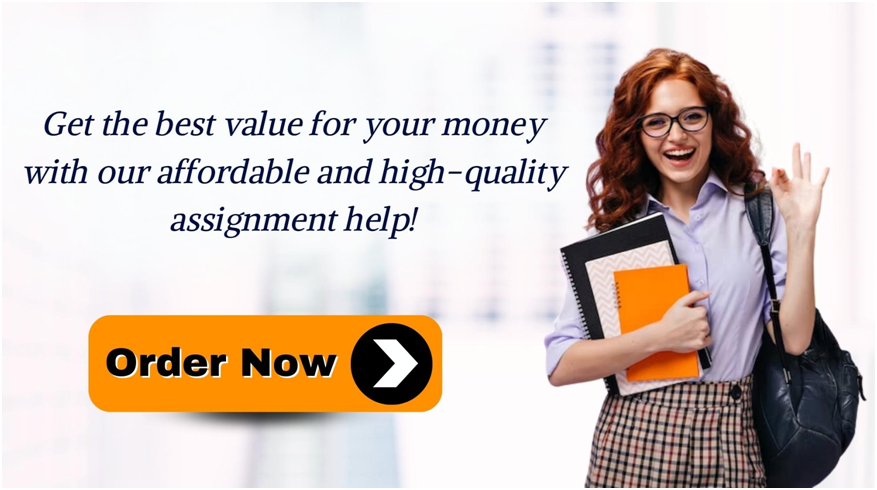 Get the best value for your money
with our affordable and high-quality
assignment help!
Order Now